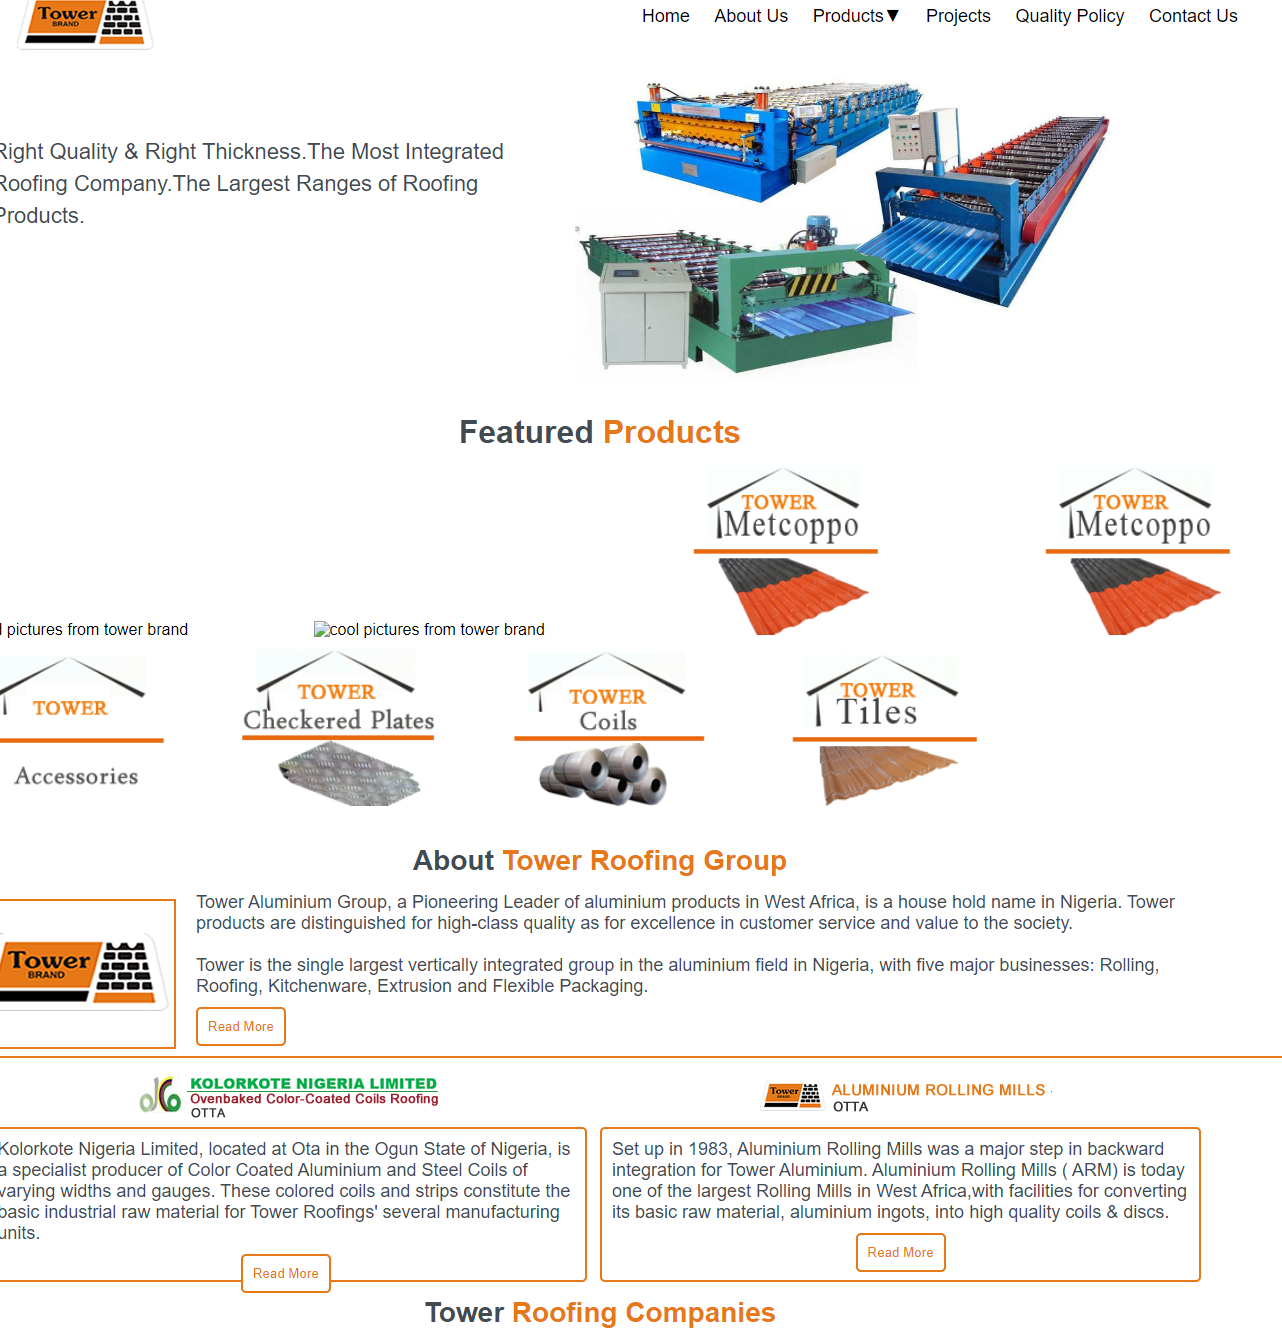 Tower
BRAND
Home About Us Products▼ Projects Quality Policy Contact Us
Right Quality & Right Thickness.The Most Integrated
Roofing Company.The Largest Ranges of Roofing
Products.
Featured Products
TOWER
Metcoppo
TOWER
Metcoppo
l pictures from tower brand
cool pictures from tower brand
TOWER
Accessories
TOWER
Checkered Plates
TOWER
Coils
TOWER
Tiles
About Tower Roofing Group
Tower
BRAND
Tower Aluminium Group, a Pioneering Leader of aluminium products in West Africa, is a house hold name in Nigeria. Tower
products are distinguished for high-class quality as for excellence in customer service and value to the society.
Tower is the single largest vertically integrated group in the aluminium field in Nigeria, with five major businesses: Rolling,
Roofing, Kitchenware, Extrusion and Flexible Packaging.
Read More
KOLORKOTE NIGERIA LIMITED
Ovenbaked Color-Coated Coils Roofing
OTTA
Kolorkote Nigeria Limited, located at Ota in the Ogun State of Nigeria, is
a specialist producer of Color Coated Aluminium and Steel Coils of
varying widths and gauges. These colored coils and strips constitute the
basic industrial raw material for Tower Roofings' several manufacturing
units.
Read More
Tower
BRAND
ALUMINIUM ROLLING MILLS
OTTA
Set up in 1983, Aluminium Rolling Mills was a major step in backward
integration for Tower Aluminium. Aluminium Rolling Mills ( ARM) is today
one of the largest Rolling Mills in West Africa,with facilities for converting
its basic raw material, aluminium ingots, into high quality coils & discs.
Read More
Tower Roofing Companies